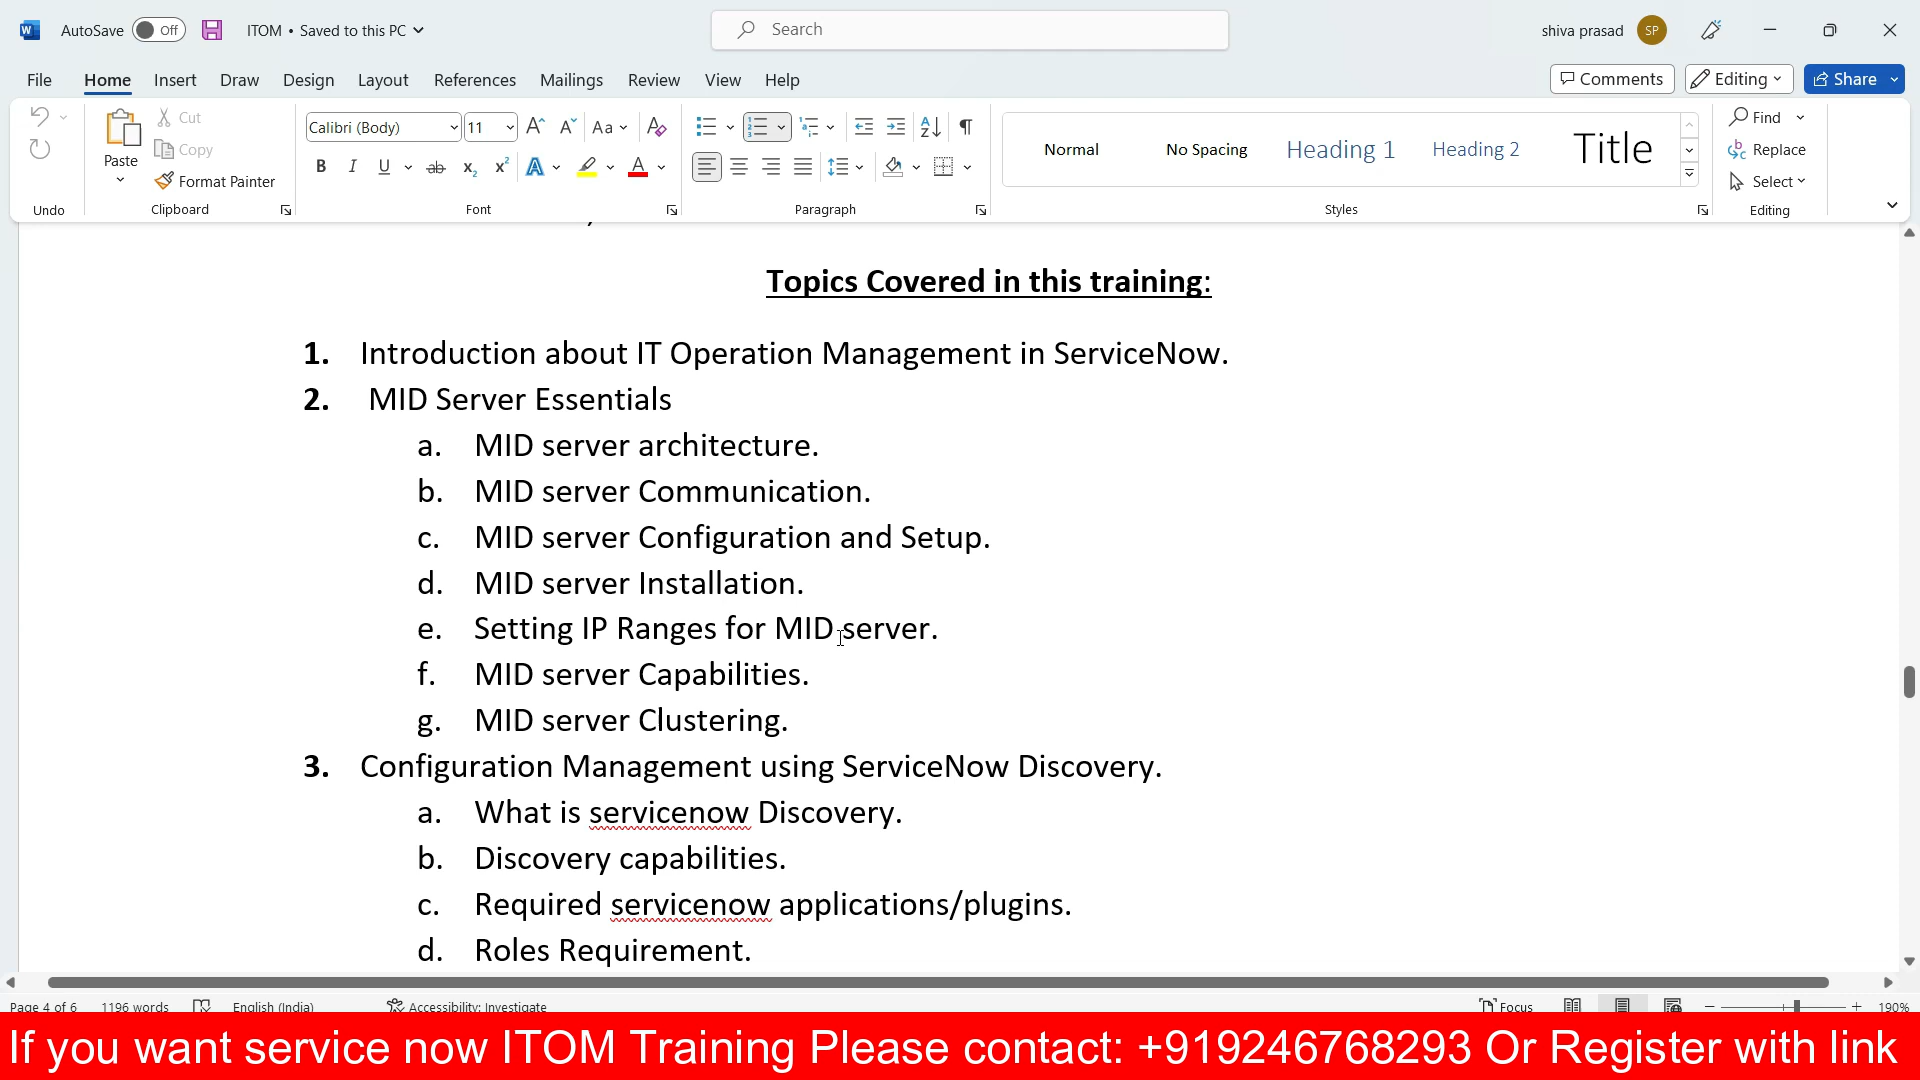 AutoSave Off ITOM • Saved to this PC Search shiva prasad SP
File Home Insert Draw Design Layout References Mailings Review View Help Comments Editing Share
Paste Cut Copy Format Painter Calibri (Body) 11 Normal No Spacing Heading 1 Heading 2 Title Find Replace Select
Undo Clipboard Font Paragraph Styles Editing
Topics Covered in this training:
1. Introduction about IT Operation Management in ServiceNow.
2. MID Server Essentials
a. MID server architecture.
b. MID server Communication.
c. MID server Configuration and Setup.
d. MID server Installation.
e. Setting IP Ranges for MID server.
f. MID server Capabilities.
g. MID server Clustering.
3. Configuration Management using ServiceNow Discovery.
a. What is servicenow Discovery.
b. Discovery capabilities.
c. Required servicenow applications/plugins.
d. Roles Requirement.
Page 4 of 6 1196 words English (India) Accessibility: Investigate Focus 190%
If you want service now ITOM Training Please contact: +919246768293 Or Register with link